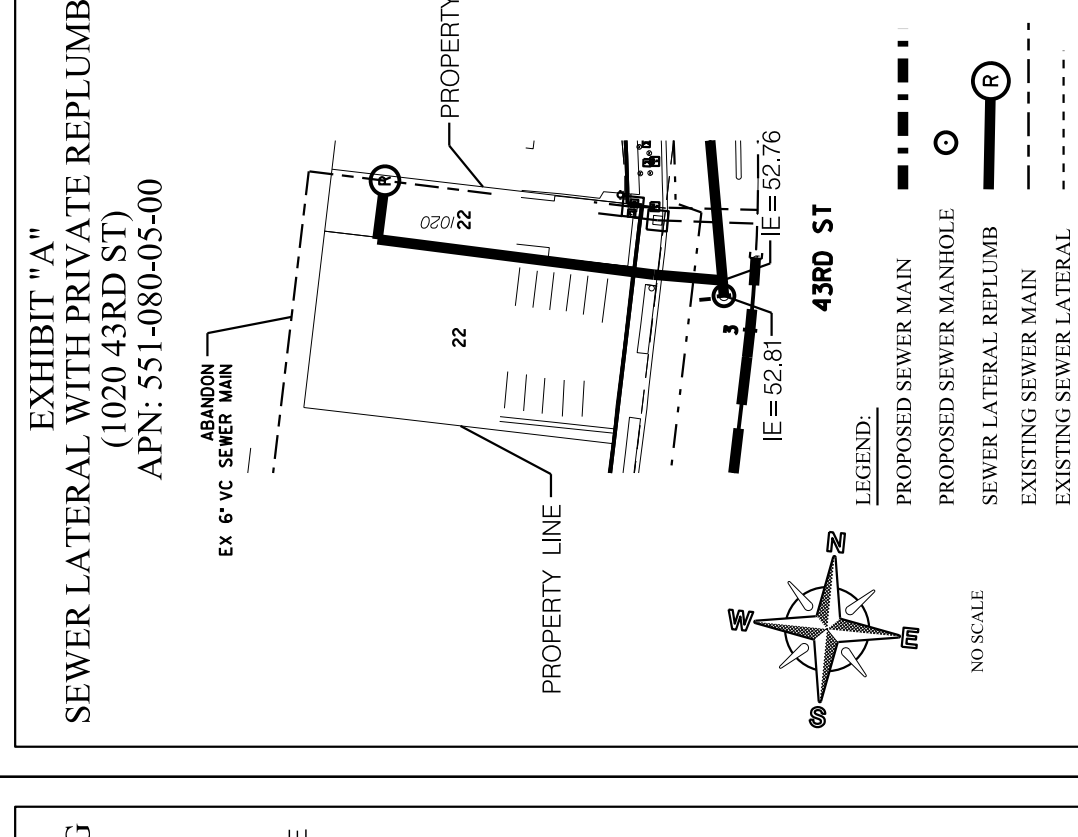 EXHIBIT "A"
SEWER LATERAL WITH PRIVATE REPLUMB
(1020 43RD ST)
APN: 551-080-05-00
ABANDON
EX 6" VC SEWER MAIN
PROPERTY
R
1020
22
22
PROPERTY LINE
3
IE = 52.81
IE = 52.76
43RD ST
N
W
E
S
NO SCALE
LEGEND:
PROPOSED SEWER MAIN
PROPOSED SEWER MANHOLE
SEWER LATERAL REPLUMB
R
EXISTING SEWER MAIN
EXISTING SEWER LATERAL